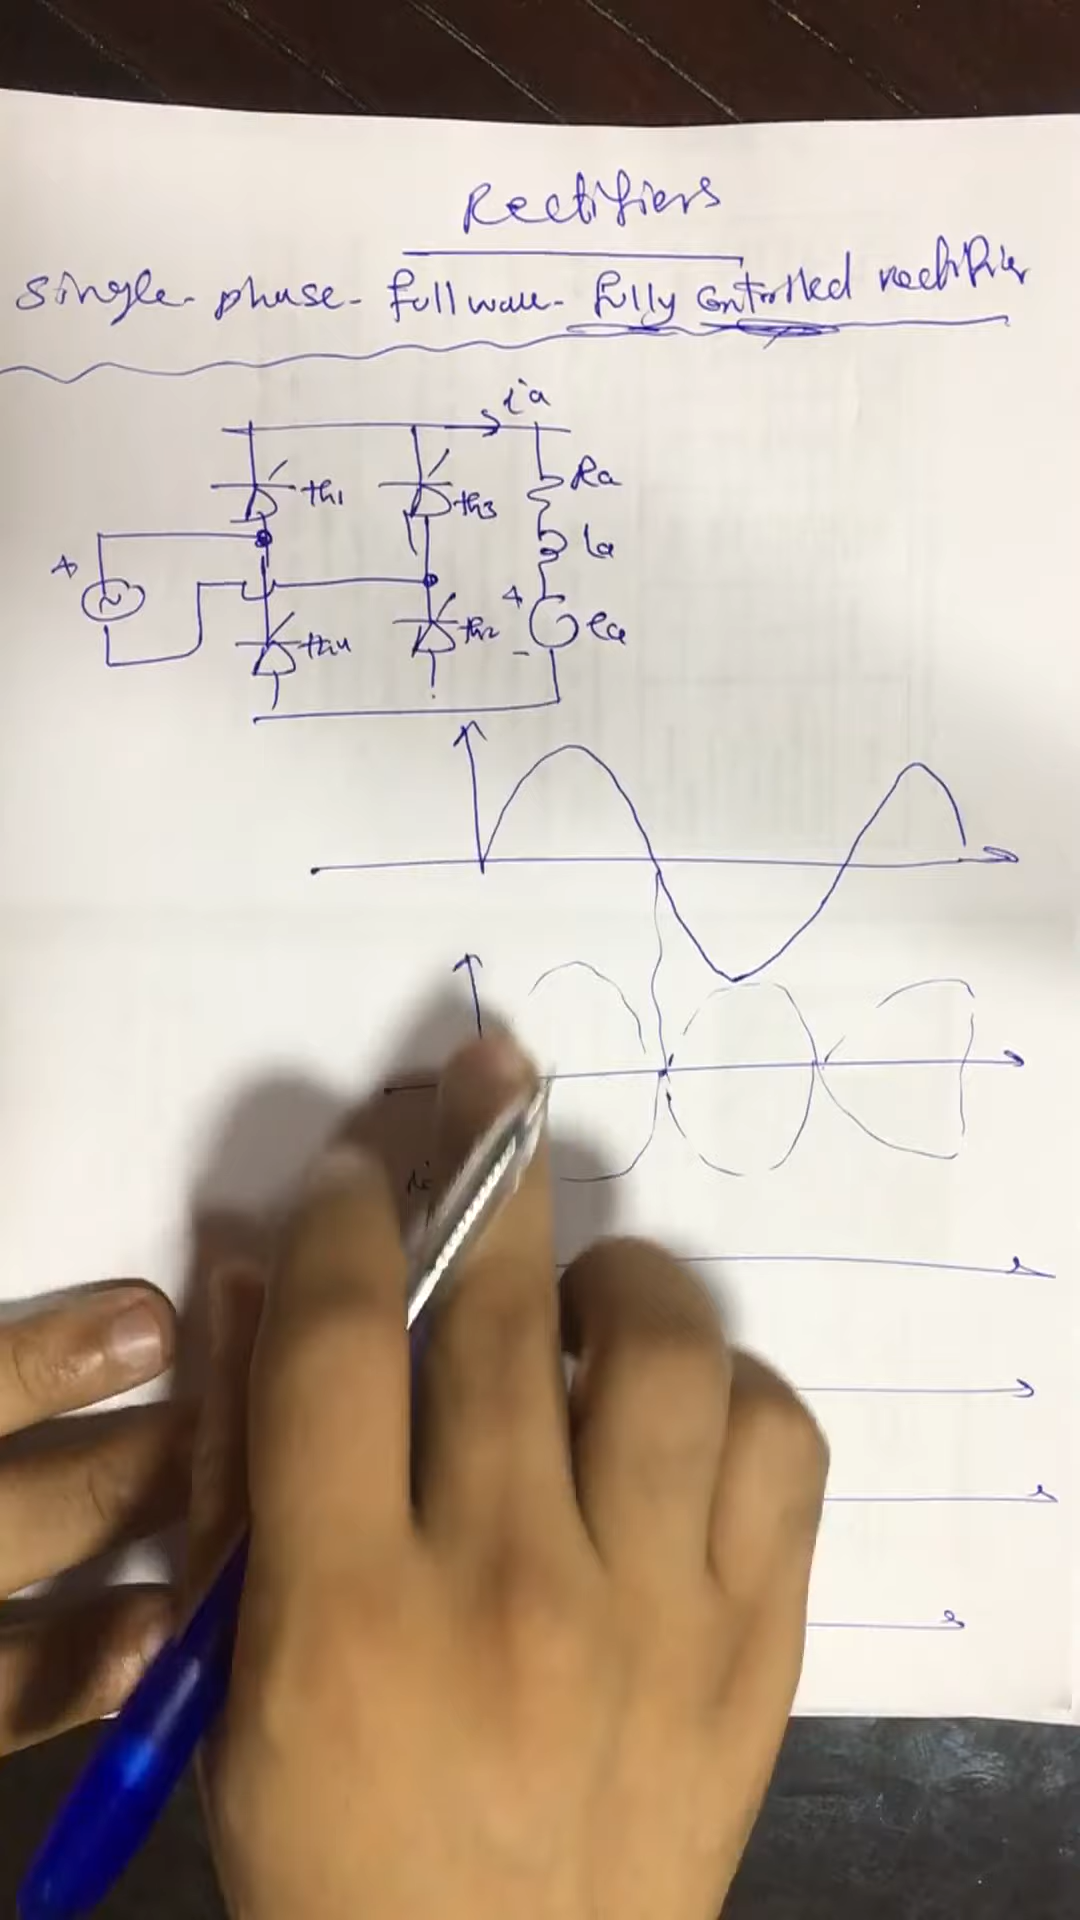 Rectifiers
Single-phase-full wave-fully controlled rectifier
ia
th1
th3
Ra
+
La
+
th4
th2
ea
-